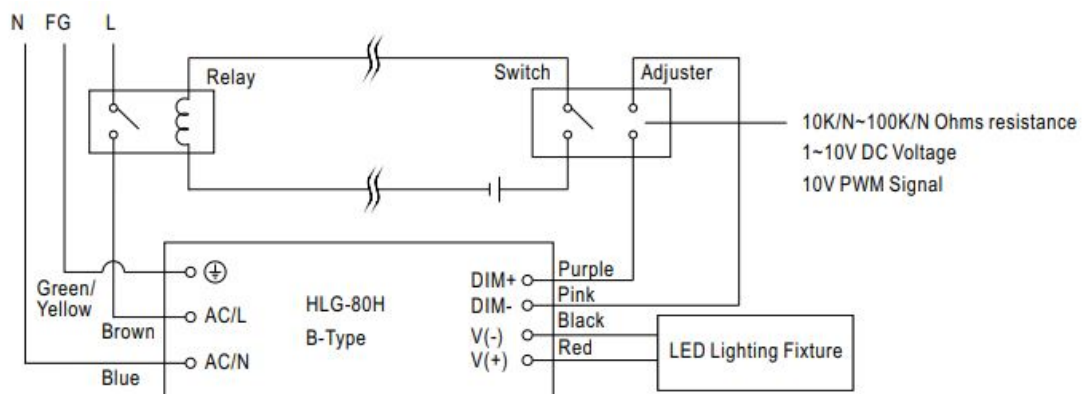 N FG L
Relay
Switch
Adjuster
10K/N~100K/N Ohms resistance
1~10V DC Voltage
10V PWM Signal
Green/
Yellow
Brown
Blue
AC/L
AC/N
HLG-80H
B-Type
DIM+
DIM-
V(-)
V(+)
Purple
Pink
Black
Red
LED Lighting Fixture